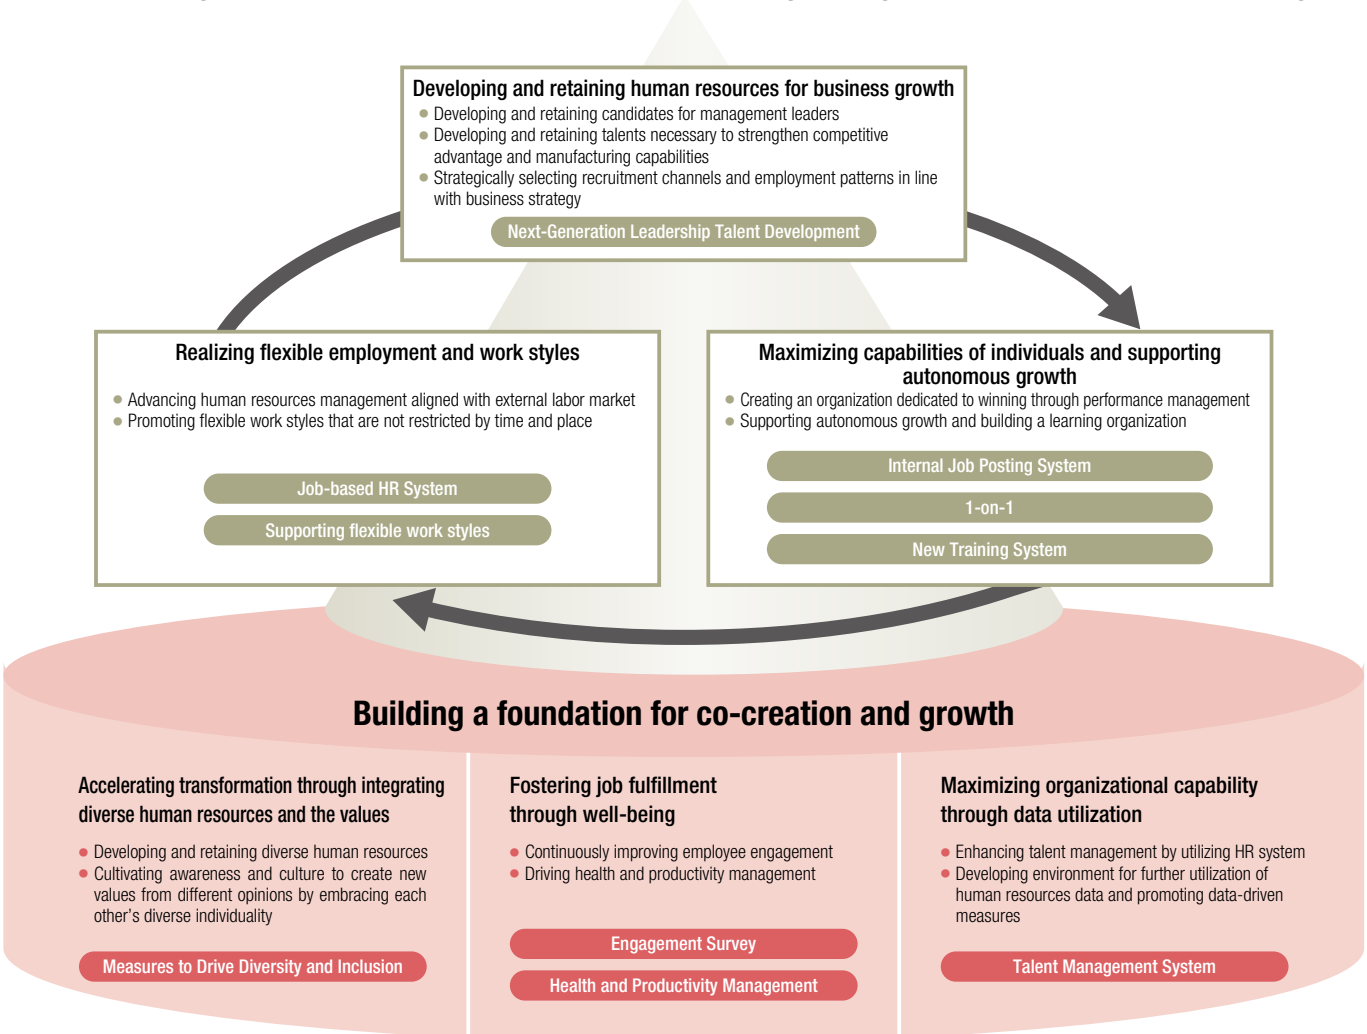 Developing and retaining human resources for business growth
● Developing and retaining candidates for management leaders
● Developing and retaining talents necessary to strengthen competitive
advantage and manufacturing capabilities
● Strategically selecting recruitment channels and employment patterns in line
with business strategy
Next-Generation Leadership Talent Development
Realizing flexible employment and work styles
● Advancing human resources management aligned with external labor market
● Promoting flexible work styles that are not restricted by time and place
Job-based HR System
Supporting flexible work styles
Maximizing capabilities of individuals and supporting
autonomous growth
● Creating an organization dedicated to winning through performance management
● Supporting autonomous growth and building a learning organization
Internal Job Posting System
1-on-1
New Training System
Building a foundation for co-creation and growth
Accelerating transformation through integrating
diverse human resources and the values
● Developing and retaining diverse human resources
● Cultivating awareness and culture to create new
values from different opinions by embracing each
other's diverse individuality
Measures to Drive Diversity and Inclusion
Fostering job fulfillment
through well-being
● Continuously improving employee engagement
● Driving health and productivity management
Engagement Survey
Health and Productivity Management
Maximizing organizational capability
through data utilization
● Enhancing talent management by utilizing HR system
● Developing environment for further utilization of
human resources data and promoting data-driven
measures
Talent Management System